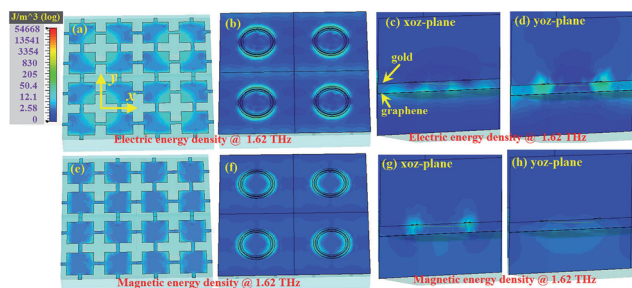 J/m^3 (log)
54668
13541
3354
830
205
50.4
12.1
2.58
0
(a)
y
x
(b)
(c) xoz-plane
gold
graphene
(d) yoz-plane
Electric energy density @ 1.62 THz
Electric energy density @ 1.62 THz
(e)
(f)
(g) xoz-plane
(h) yoz-plane
Magnetic energy density @ 1.62 THz
Magnetic energy density @ 1.62 THz